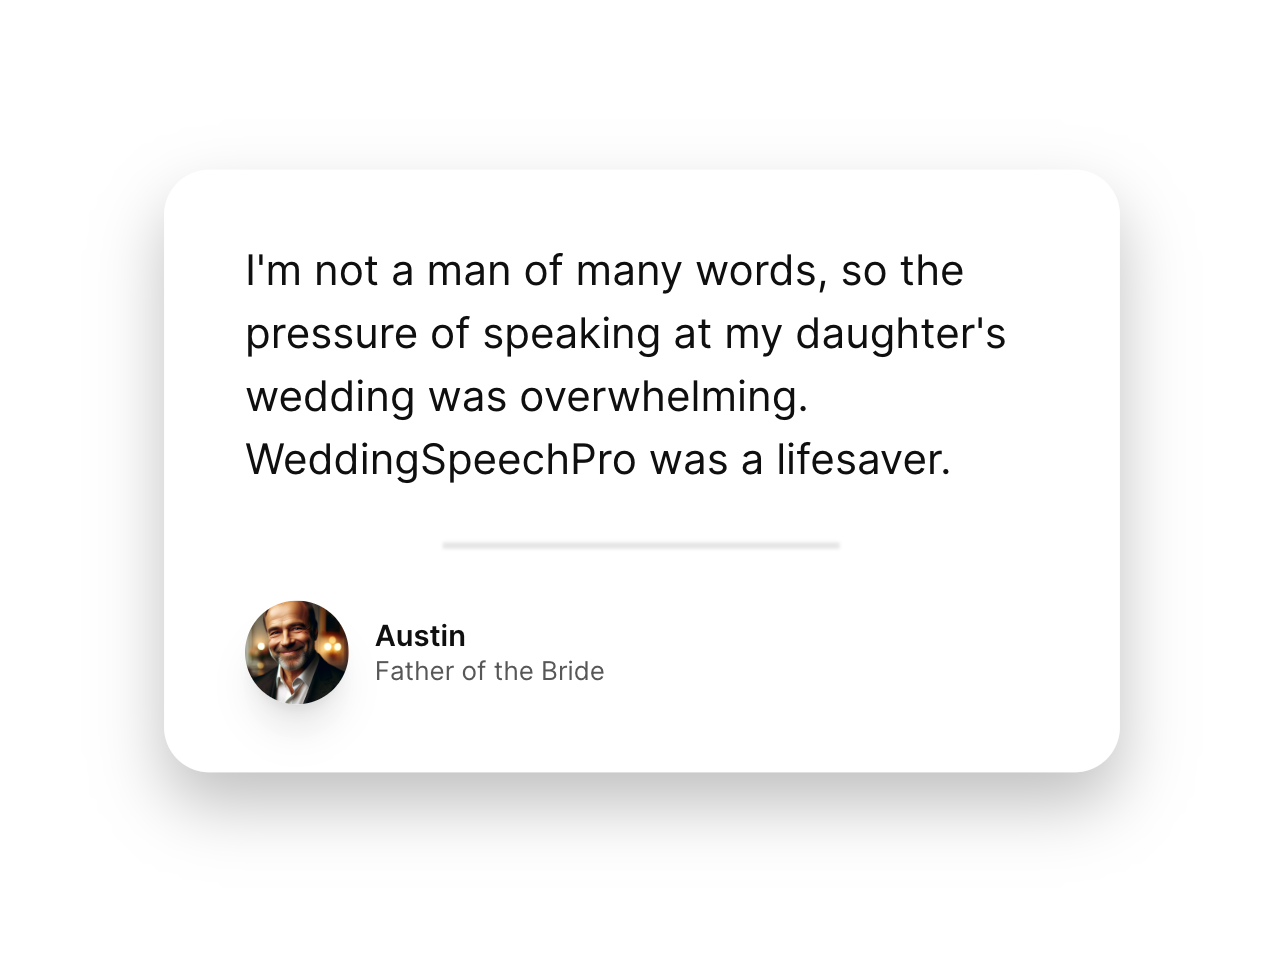 I'm not a man of many words, so the
pressure of speaking at my daughter's
wedding was overwhelming.
WeddingSpeechPro was a lifesaver.
Austin
Father of the Bride